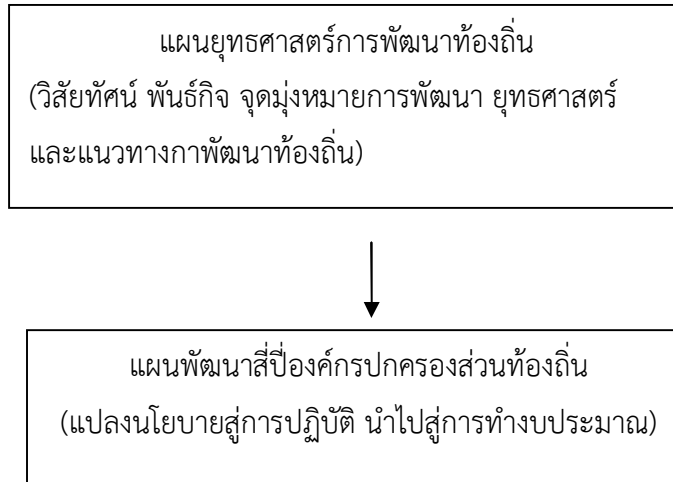 แผนยุทธศาสตร์การพัฒนาท้องถิ่น
(วิสัยทัศน์ พันธ์กิจ จุดมุ่งหมายการพัฒนา ยุทธศาสตร์
และแนวทางกาพัฒนาท้องถิ่น)
แผนพัฒนาสี่ปีองค์กรปกครองส่วนท้องถิ่น
(แปลงนโยบายสู่การปฏิบัติ นำไปสู่การทำงบประมาณ)